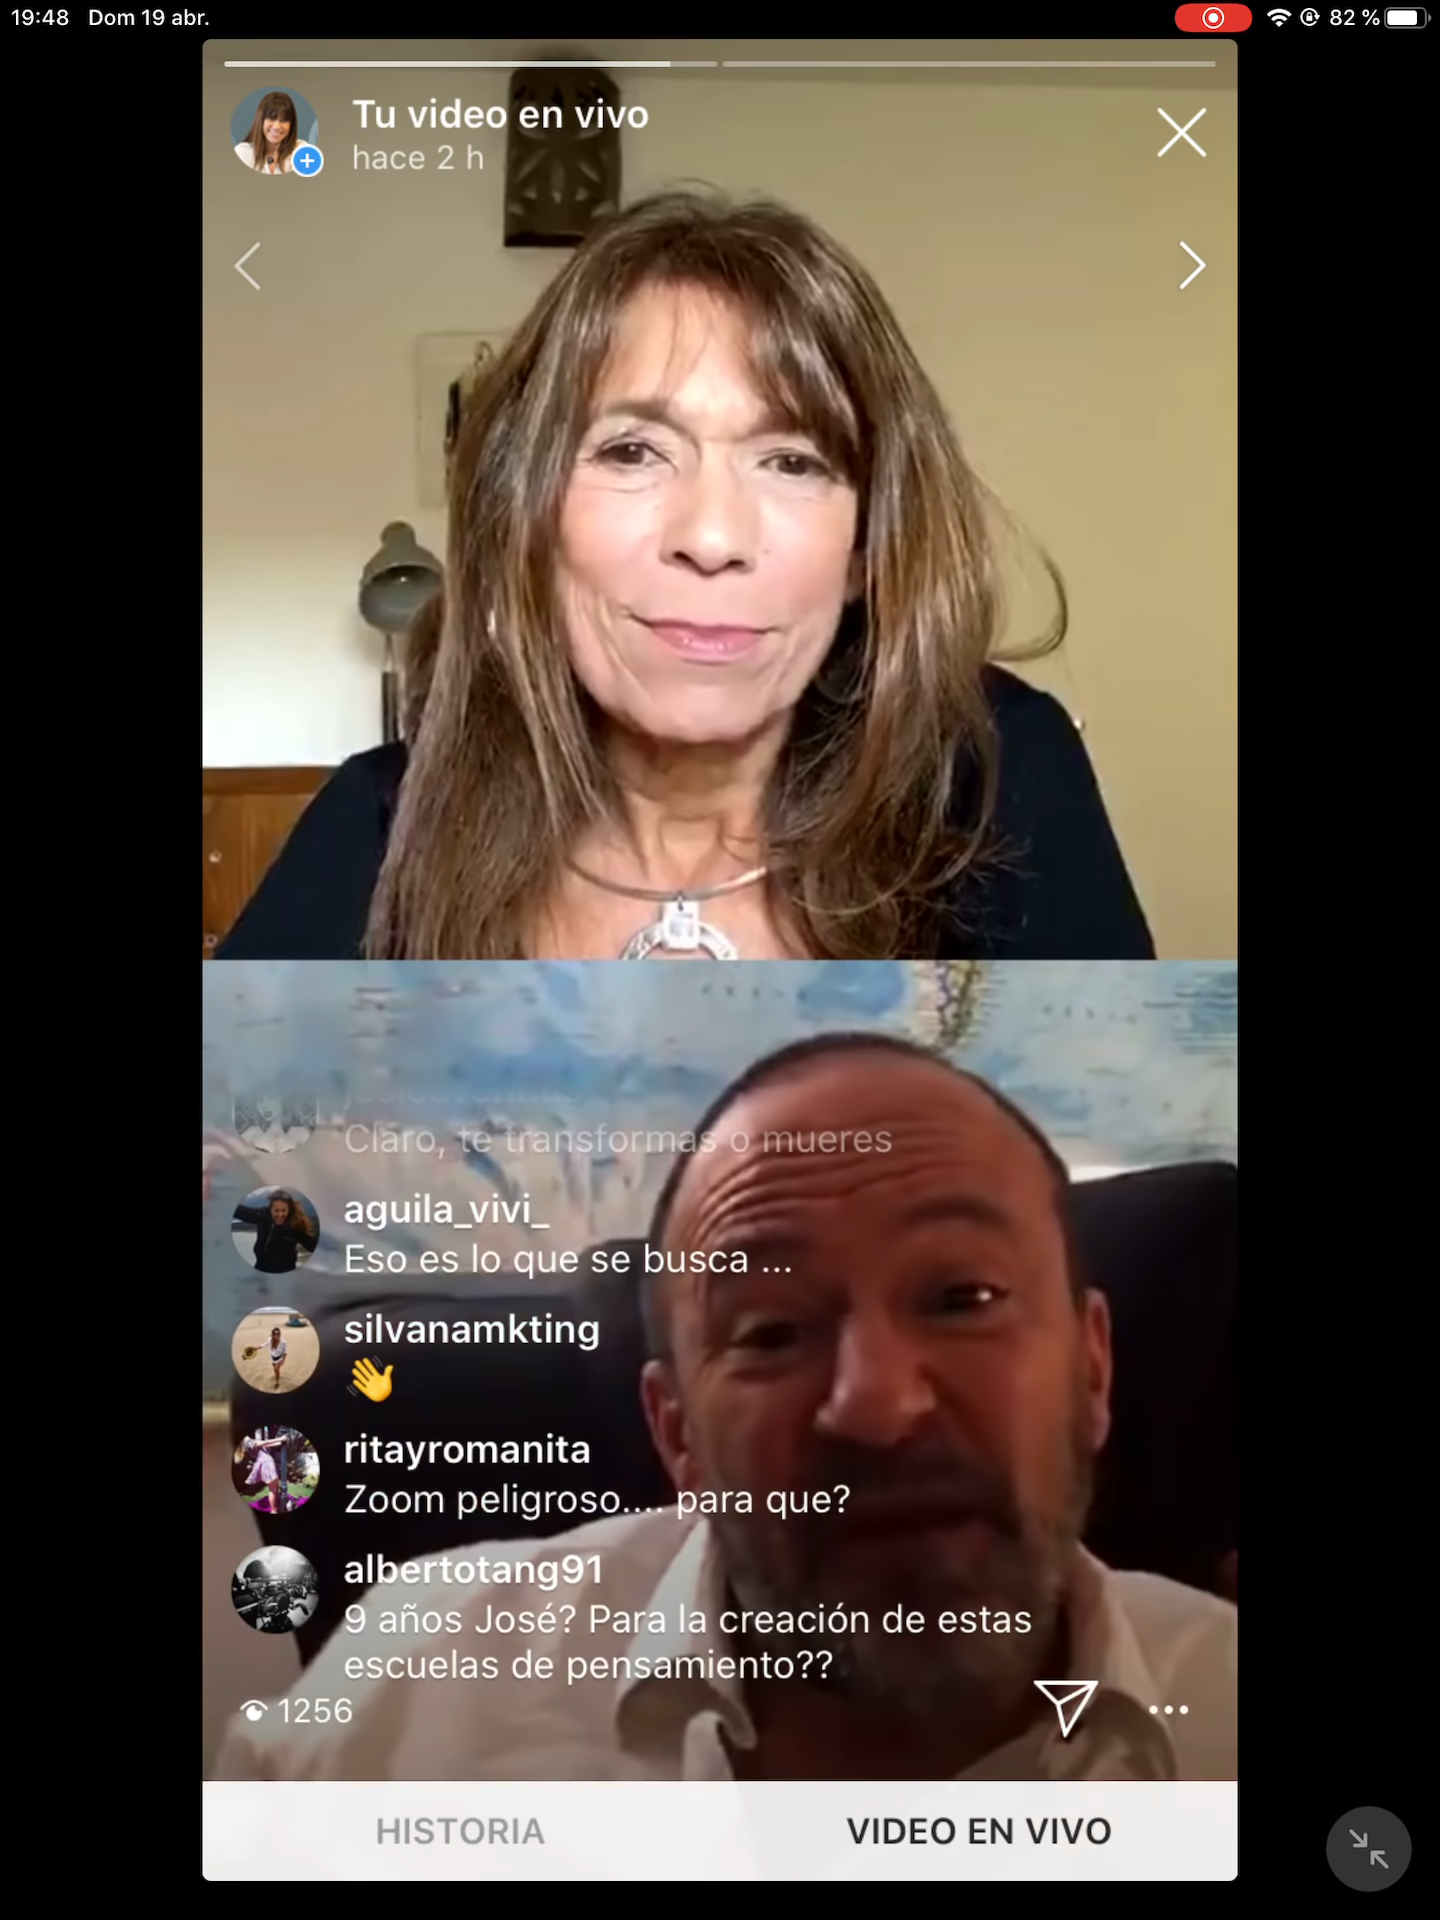 19:48 Dom 19 abr.
82 %
Tu video en vivo
hace 2 h
Claro, te transformas o mueres
aguila_vivi_
Eso es lo que se busca ...
silvanamkting
👋
ritayromanita
Zoom peligroso.... para que?
albertotang91
9 años José? Para la creación de estas
escuelas de pensamiento??
1256
HISTORIA
VIDEO EN VIVO